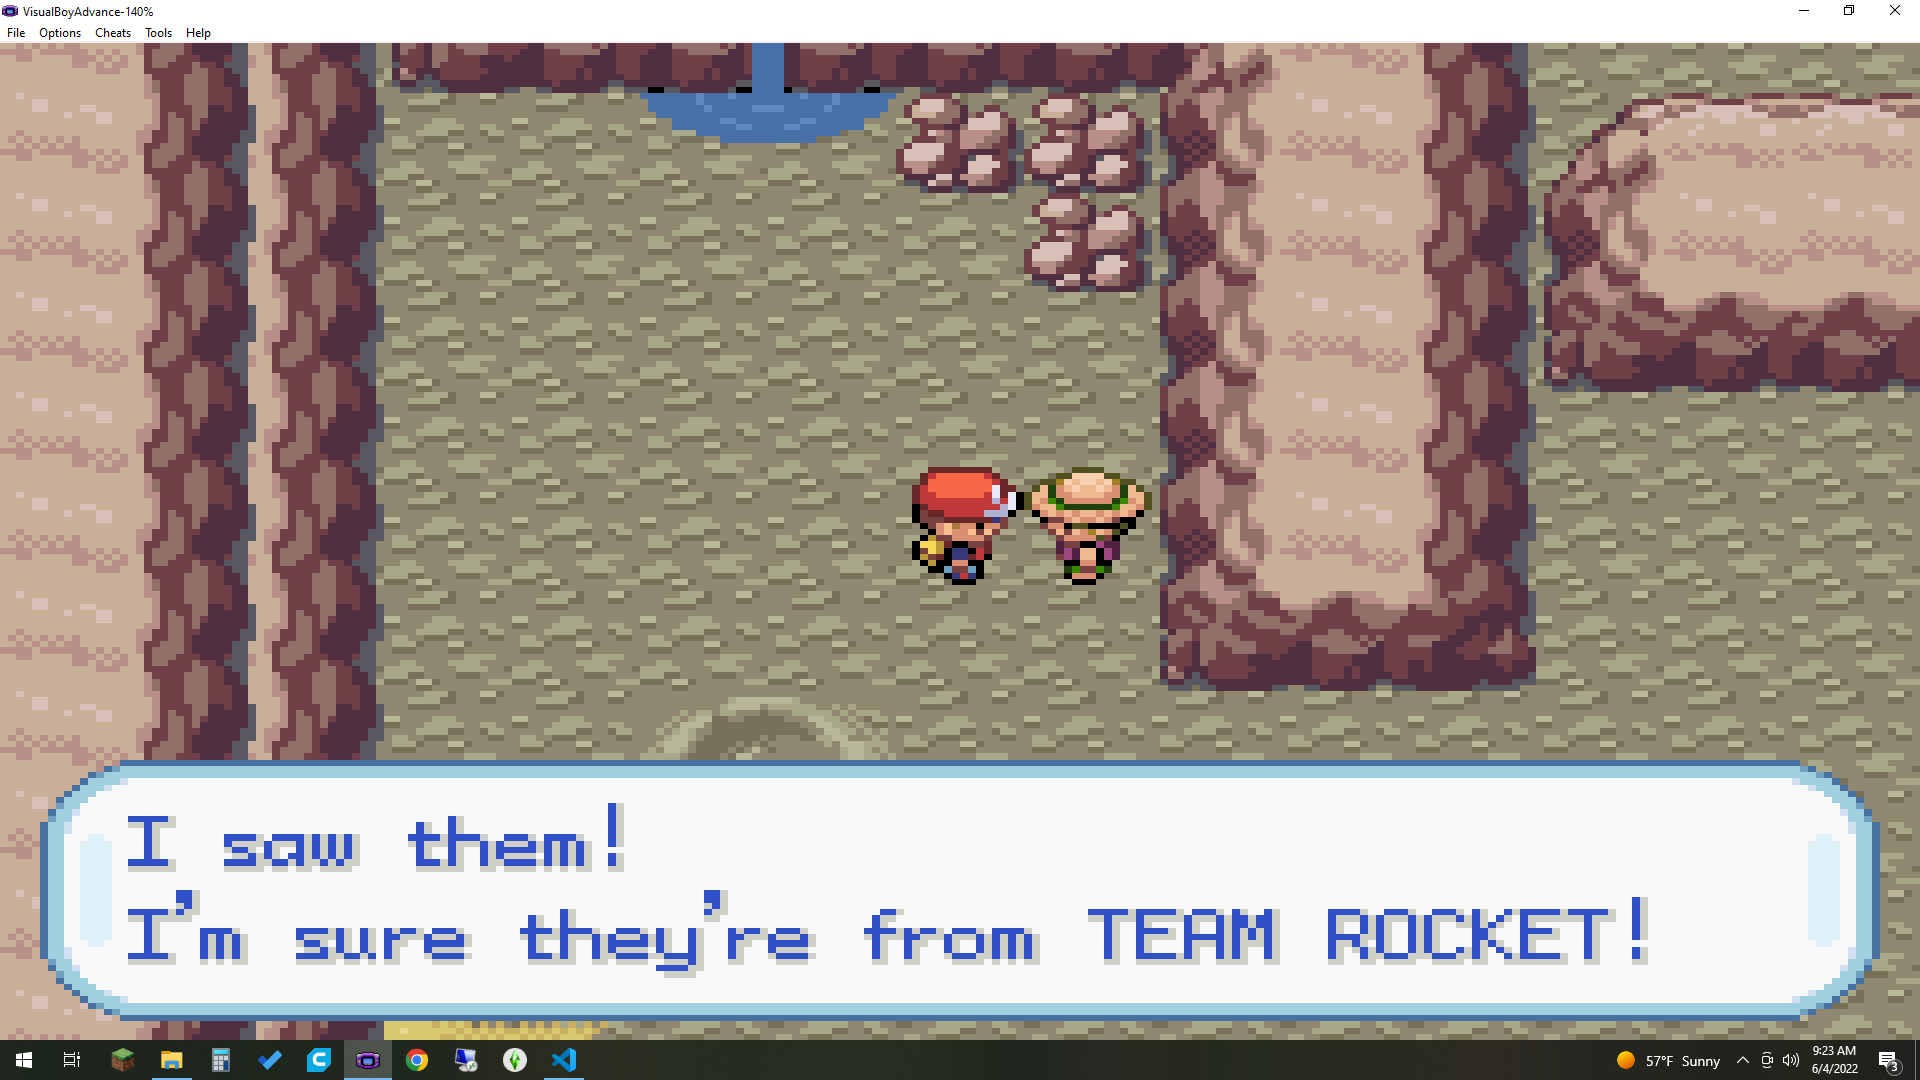 VisualBoyAdvance-140%
File Options Cheats Tools Help
I saw them!
I'm sure they're from TEAM ROCKET!
57°F Sunny
9:23 AM
6/4/2022
3